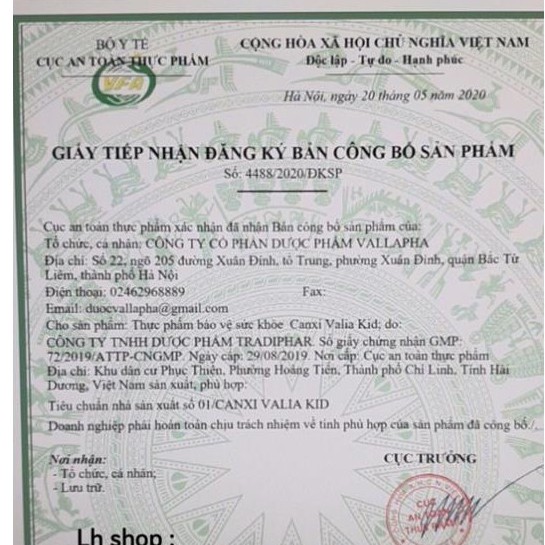 BỘ Y TẾ
CỤC AN TOÀN THỰC PHẨM
VFA
CỘNG HÒA XÃ HỘI CHỦ NGHĨA VIỆT NAM
Độc lập - Tự do - Hạnh phúc
Hà Nội, ngày 20 tháng 05 năm 2020
GIẤY TIẾP NHẬN ĐĂNG KÝ BẢN CÔNG BỐ SẢN PHẨM
Số: 4488/2020/ĐKSP
Cục an toàn thực phẩm xác nhận đã nhận Bản công bố sản phẩm của:
Tổ chức, cá nhân: CÔNG TY CỔ PHẦN DƯỢC PHẨM VALLAPHA
Địa chỉ: Số 22, ngõ 205 đường Xuân Đỉnh, tổ Trung, phường Xuân Đỉnh, quận Bắc Từ
Liêm, thành phố Hà Nội
Điện thoại: 02462968889 Fax:
Email: duocvallapha@gmail.com
Cho sản phẩm: Thực phẩm bảo vệ sức khỏe Canxi Valia Kid; do:
CÔNG TY TNHH DƯỢC PHẨM TRADIPHAR. Số giấy chứng nhận GMP:
72/2019/ATTP-CNGMP. Ngày cấp: 29/08/2019. Nơi cấp: Cục an toàn thực phẩm
Địa chỉ: Khu dân cư Phục Thiện, Phường Hoàng Tiến, Thành phố Chí Linh, Tỉnh Hải
Dương, Việt Nam sản xuất, phù hợp:
Tiêu chuẩn nhà sản xuất số 01/CANXI VALIA KID
Doanh nghiệp phải hoàn toàn chịu trách nhiệm về tính phù hợp của sản phẩm đã công bố./.
Nơi nhận:
- Tổ chức, cá nhân;
- Lưu trữ.
CỤC TRƯỞNG
CỤC
AN TOÀN
THỰC PHẨM
Lh shop :